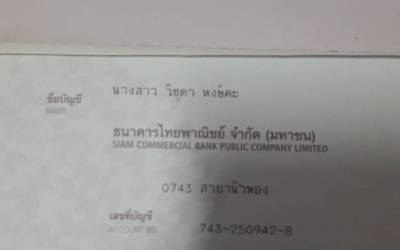 ชื่อบัญชี นางสาว วิชุดา หงษ์คะ
NAME
ธนาคารไทยพาณิชย์ จำกัด (มหาชน)
SIAM COMMERCIAL BANK PUBLIC COMPANY LIMITED
0743 สาขาน้ำพอง
เลขที่บัญชี 743-250942-8
ACCOUNT NO